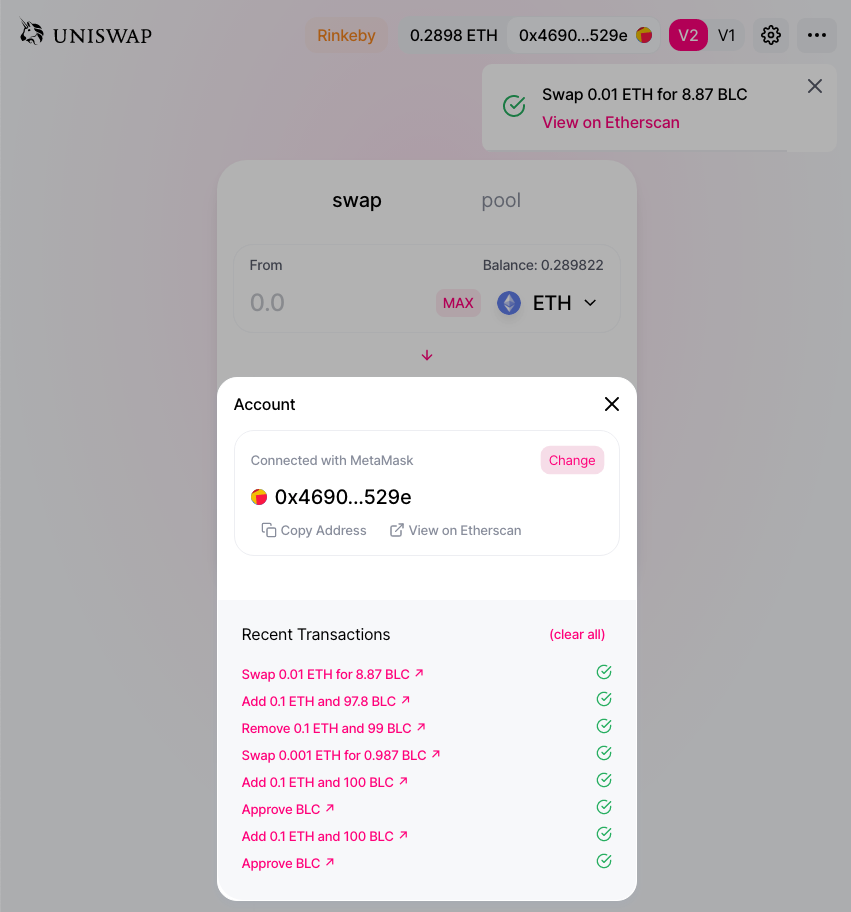 UNISWAP Rinkeby 0.2898 ETH 0x4690...529e V2 V1
Swap 0.01 ETH for 8.87 BLC
View on Etherscan
swap pool
From Balance: 0.289822
0.0 MAX ETH
Account
Connected with MetaMask Change
0x4690...529e
Copy Address View on Etherscan
Recent Transactions (clear all)
Swap 0.01 ETH for 8.87 BLC ↗
Add 0.1 ETH and 97.8 BLC ↗
Remove 0.1 ETH and 99 BLC ↗
Swap 0.001 ETH for 0.987 BLC ↗
Add 0.1 ETH and 100 BLC ↗
Approve BLC ↗
Add 0.1 ETH and 100 BLC ↗
Approve BLC ↗